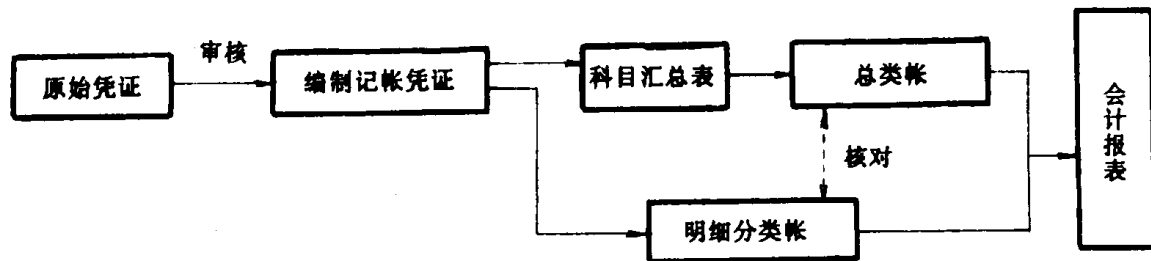 原始凭证
审核
编制记帐凭证
科目汇总表
总类帐
核对
明细分类帐
会计报表